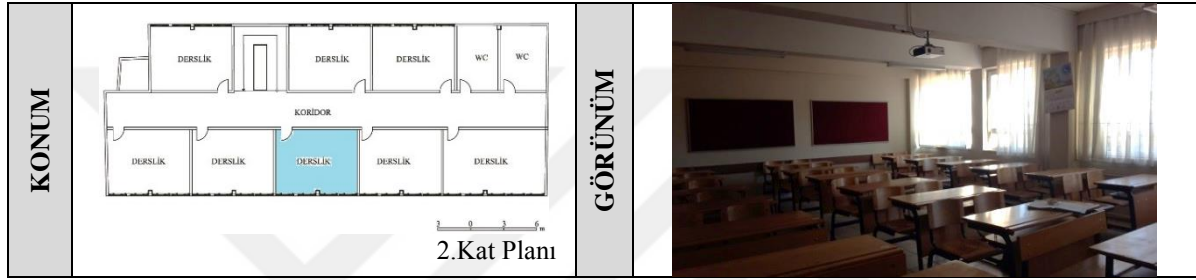 KONUM
DERSLİK
DERSLİK
DERSLİK
WC
WC
KORİDOR
DERSLİK
DERSLİK
DERSLİK
DERSLİK
DERSLİK
3 0 3 6 m
2.Kat Planı
GÖRÜNÜM